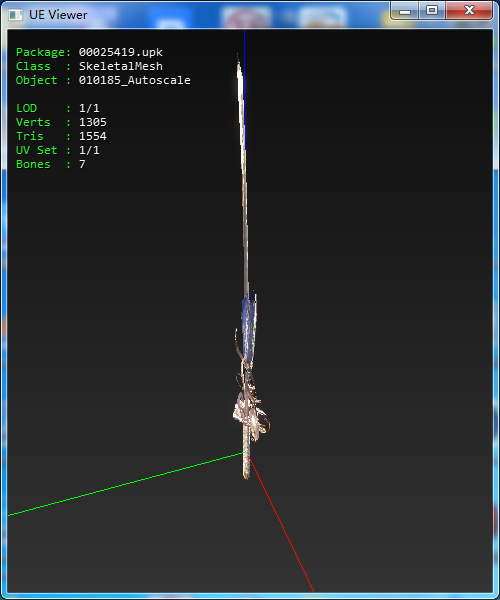 UE Viewer
Package: 00025419.upk
Class : SkeletalMesh
Object : 010185_Autoscale
LOD : 1/1
Verts : 1305
Tris : 1554
UV Set : 1/1
Bones : 7